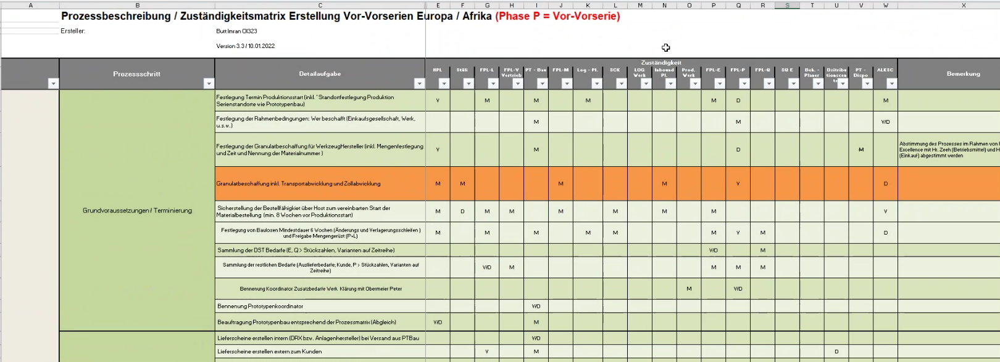 A B C E F G H I J K L M N O P Q R S T U V W X
Prozessbeschreibung / Zuständigkeitsmatrix Erstellung Vor-Vorserien Europa / Afrika (Phase P = Vor-Vorserie)
Ersteller: Butt Imran OI323
Version 3.3 / 10.01.2022
Zuständigkeit
Prozessschritt Detailaufgabe HPL Stüli FPL-L FPL-V Vertrieb PT - Bau FPL-M Log - PL SCK LOG Werk Inbound PL Prod. Werk FPL-E FPL-P FPL-Q SQ E Beh. - Planer PT - Dispo ALKSC Bemerkung
Festlegung Termin Produktionsstart (inkl. ' Standortfestlegung Produktion
Serienstandorte wie Prototypenbau) V M M K M D M
Festlegung der Rahmenbedingungen: Wer beschafft (Einkaufsgesellschaft, Werk,
u.s.w.) M M V/D
Festlegung der Granulatbeschaffung für WerkzeugHersteller (inkl. Mengenfestlegung
und Zeit und Nennung der Materialnummer ) V M D M
Abstimmung des Prozesses im Rahmen von
Excellence mit Hr. Zeeh (Betriebsmittel) und H
(Einkauf) abgestimmt werden
Granulatbeschaffung inkl. Transportabwicklung und Zollabwicklung M M M M V D
Grundvoraussetzungen / Terminierung
Sicherstellung der Bestellfähigkiet über Host zum vereinbarten Start der
Materialbestellung (min. 8 Wochen vor Produktionsstart) M D M M M M M M V
Festlegung von Baulosen Mindestdauer 6 Wochen (Änderungs und Verlagerungsschleifen )
und Freigabe Mengengerüst (P+L) M M M M M M V M D
Sammlung der DST Bedarfe (E, Q > Stückzahlen, Varianten auf Zeitreihe) V/D M
Sammlung der restlichen Bedarfe (Auslieferbedarfe; Kunde, P > Stückzahlen, Varianten auf
Zeitreihe) V/D M M M M
Bennenung Koordinator Zusatzbedarfe Werk Klärung mit Obermeier Peter M V/D
Bennenung Prototypenkoordinator V/D
Beauftragung Prototypenbau entsprechend der Prozessmatrix (Abgleich) V/D M
Lieferscheine erstellen intern (DRX bzw. Anlagenhersteller) bei Versand aus PTBau V/D
Lieferscheine erstellen extern zum Kunden V M D